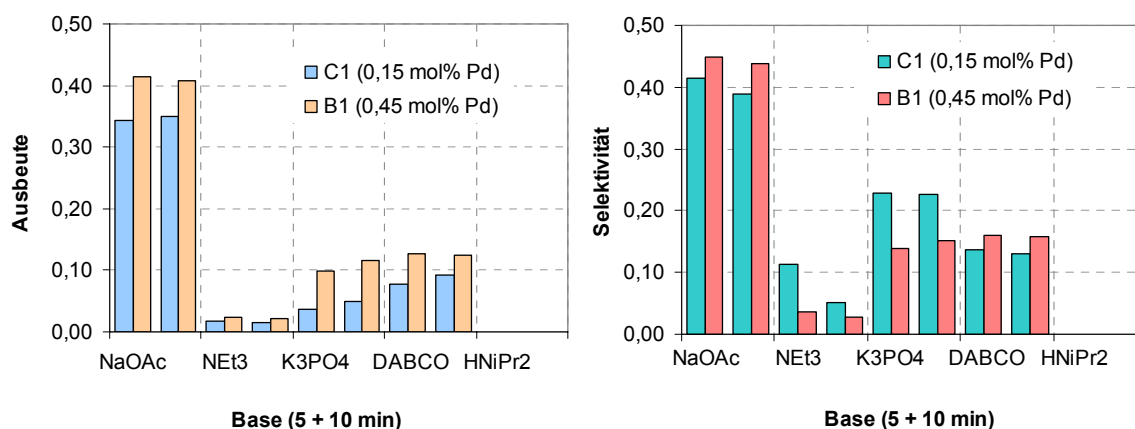 0,50
0,40
0,30
0,20
0,10
0,00
Ausbeute
C1 (0,15 mol% Pd)
B1 (0,45 mol% Pd)
NaOAc NEt3 K3PO4 DABCO HNiPr2
Base (5 + 10 min)
0,50
0,40
0,30
0,20
0,10
0,00
Selektivität
C1 (0,15 mol% Pd)
B1 (0,45 mol% Pd)
NaOAc NEt3 K3PO4 DABCO HNiPr2
Base (5 + 10 min)